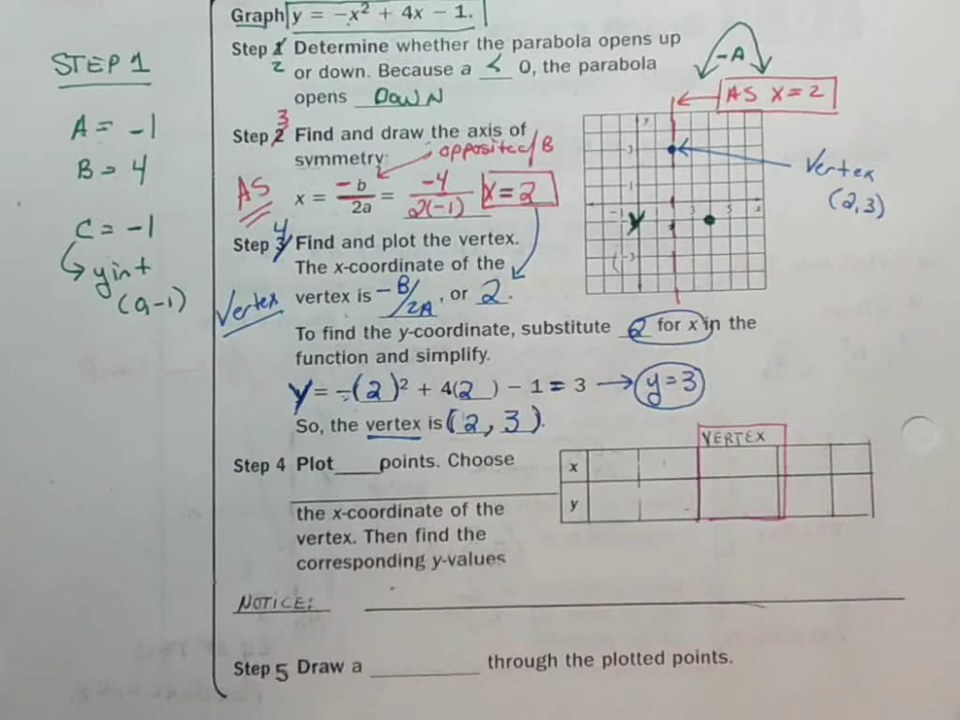 Graph y = −x² + 4x − 1.
STEP 1
A = -1
B = 4
C = -1
y int
Step 1 2 Determine whether the parabola opens up
or down. Because a < 0, the parabola
opens DOWN
-A
AS X = 2
Step 2 3 Find and draw the axis of
symmetry:
opposite of B
AS
x = −b/2a = -4/2(-1) X = 2
Vertex
(2,3)
Step 3 4 Find and plot the vertex.
The x-coordinate of the
Vertex
vertex is -B/2A, or 2.
To find the y-coordinate, substitute 2 for x in the
function and simplify.
y = −(2)² + 4(2) − 1 = 3 → y = 3
So, the vertex is (2, 3).
Step 4 Plot ____ points. Choose
the x-coordinate of the
vertex. Then find the
corresponding y-values
VERTEX
x
y
NOTICE:
Step 5 Draw a ________ through the plotted points.